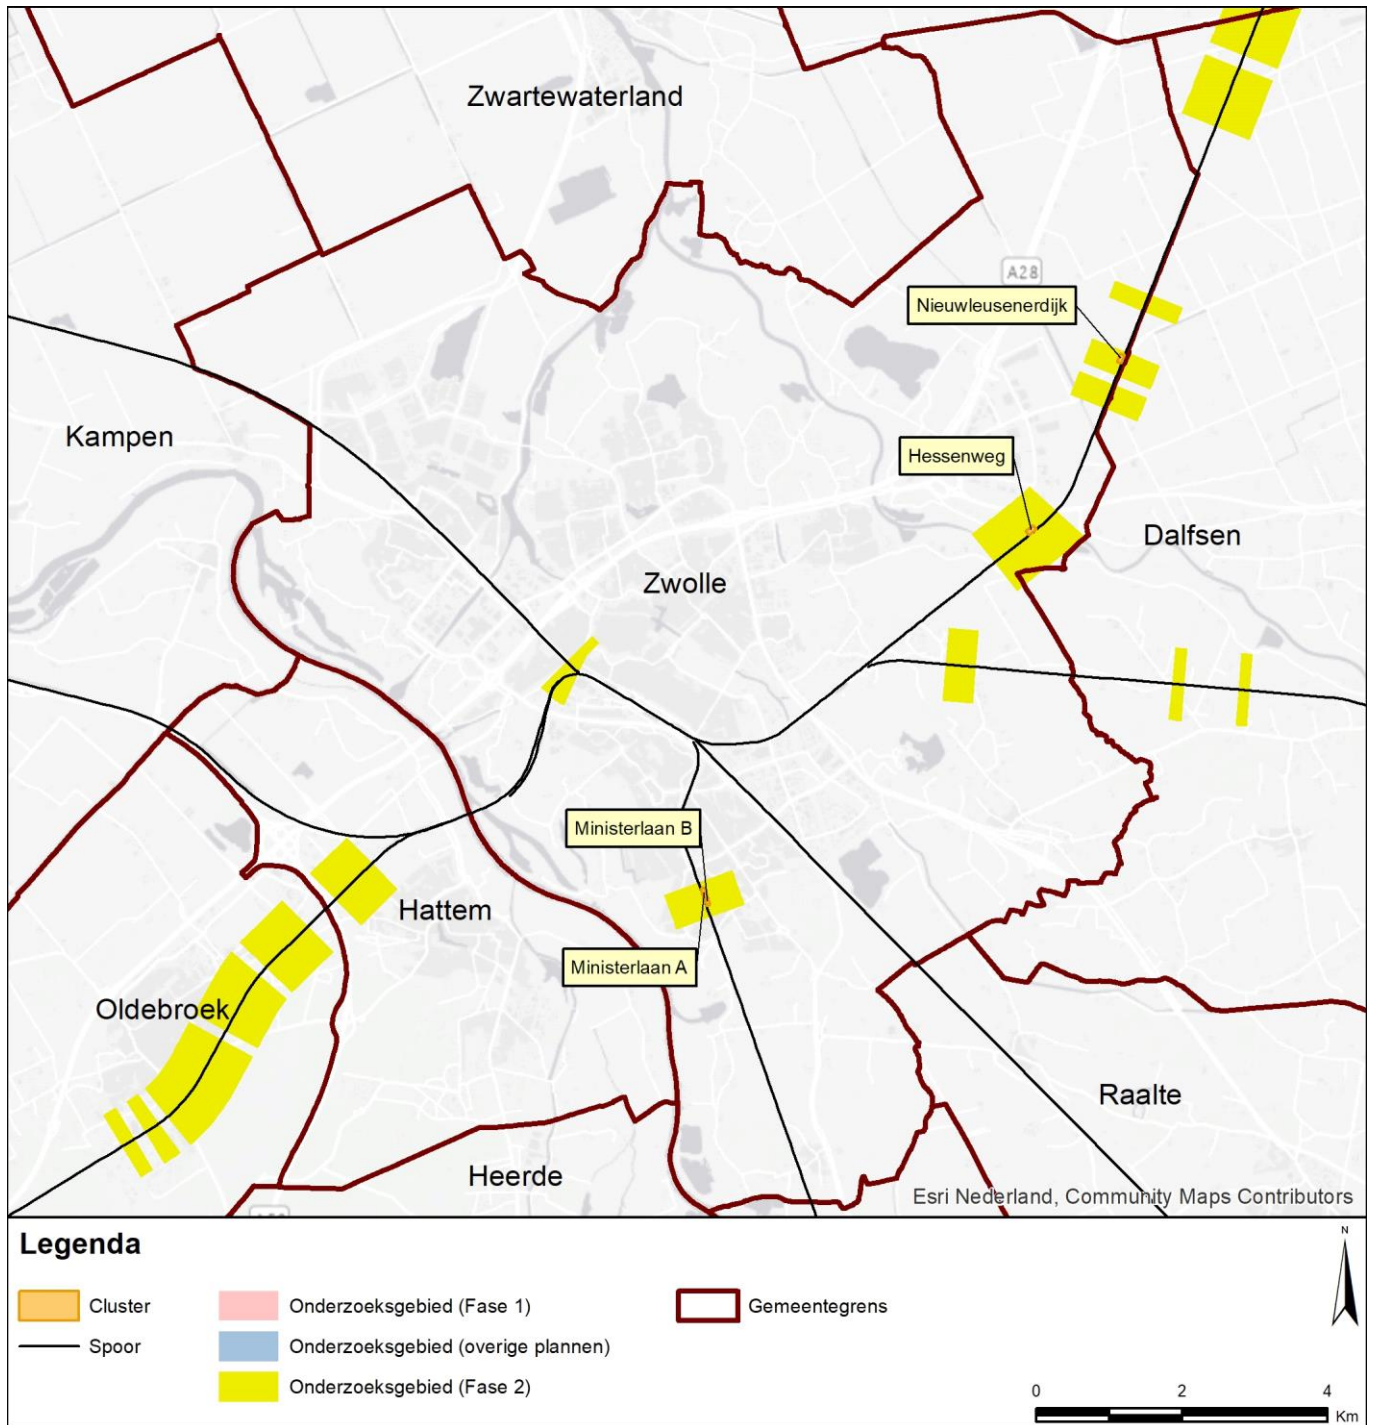 Zwartewaterland
A28
Nieuwleusenerdijk
Kampen
Hessenweg
Dalfsen
Zwolle
Ministerlaan B
Hattem
Ministerlaan A
Oldebroek
Raalte
Heerde
Esri Nederland, Community Maps Contributors
Legenda
N
Cluster
Onderzoeksgebied (Fase 1)
Gemeentegrens
Spoor
Onderzoeksgebied (overige plannen)
Onderzoeksgebied (Fase 2)
0 2 4
Km